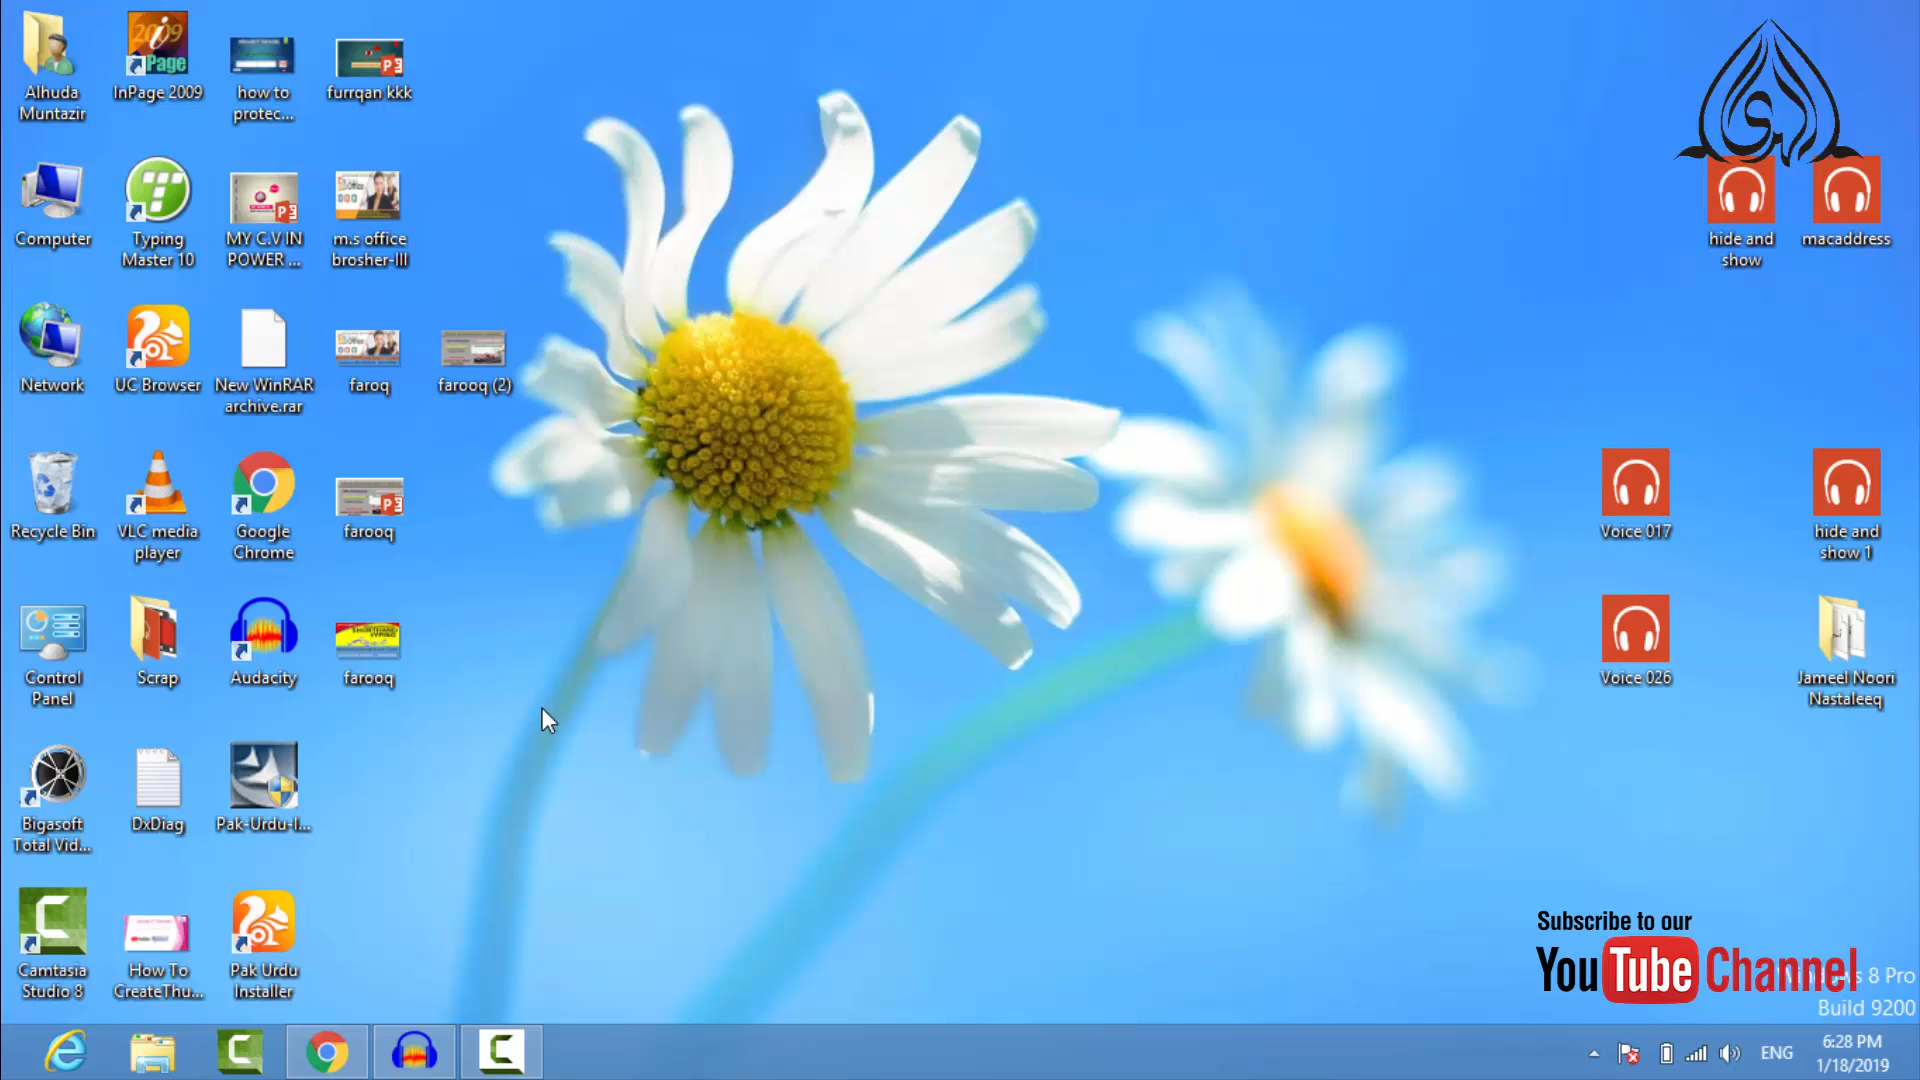 Alhuda
Muntazir
InPage 2009
how to
protec...
furrqan kkk
Computer
Typing
Master 10
MY C.V IN
POWER ...
m.s office
brosher-III
hide and
show
macaddress
Network
UC Browser
New WinRAR
archive.rar
faroq
farooq (2)
Recycle Bin
VLC media
player
Google
Chrome
farooq
Voice 017
hide and
show 1
Control
Panel
Scrap
Audacity
farooq
Voice 026
Jameel Noori
Nastaleeq
Bigasoft
Total Vid...
DxDiag
Pak-Urdu-I...
Camtasia
Studio 8
How To
CreateThu...
Pak Urdu
Installer
Subscribe to our
YouTube Channel
Windows 8 Pro
Build 9200
ENG
6:28 PM
1/18/2019